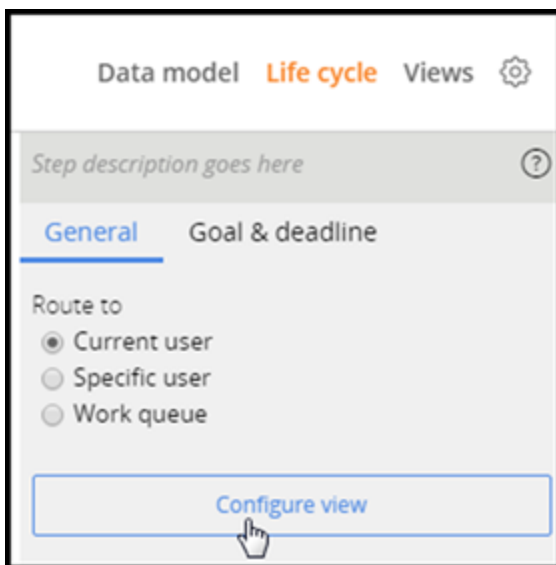 Data model Life cycle Views
Step description goes here ?
General Goal & deadline
Route to
Current user
Specific user
Work queue
Configure view